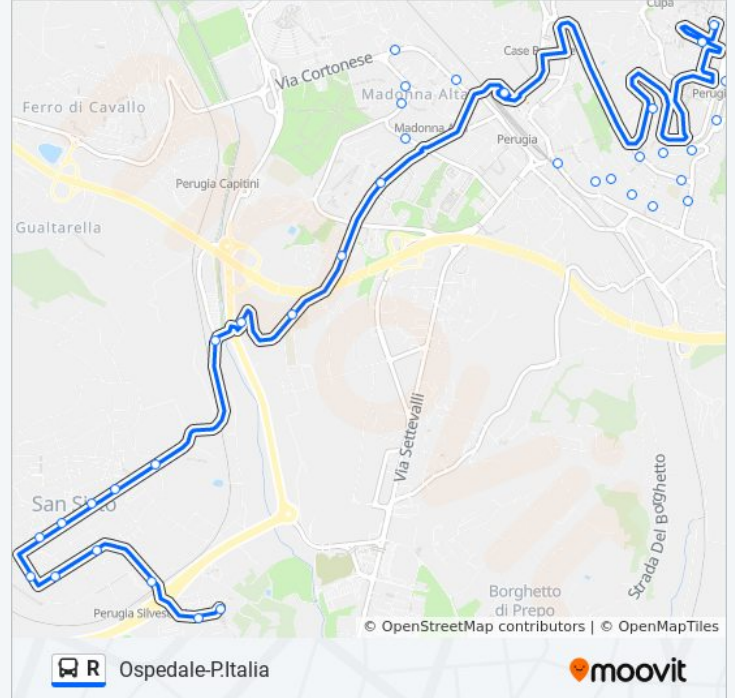 Cupa
Via Cortonese
Case B
Ferro di Cavallo
Madonna Alta
Perugi
Madonna A
Perugia
Perugia Capitini
Gualtarella
Via Settevalli
San Sisto
Strada Del Borghetto
Borghetto
di Prepo
Perugia Silves
© OpenStreetMap contributors | © OpenMapTiles
R Ospedale-P.Italia
moovit